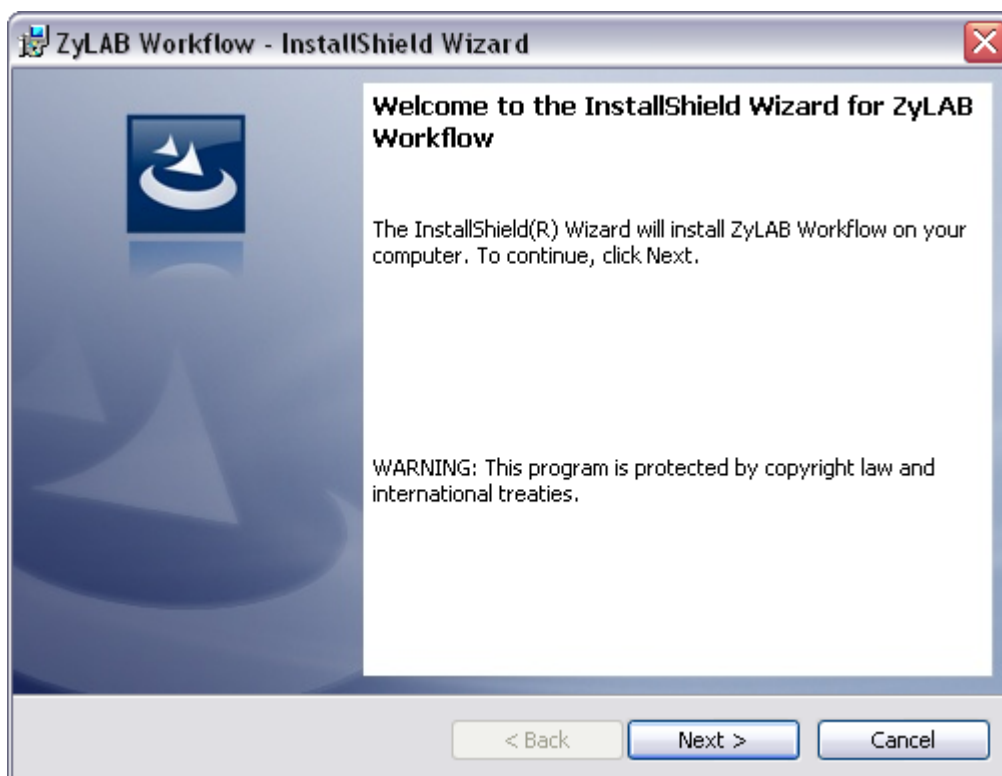 ZyLAB Workflow - InstallShield Wizard
Welcome to the InstallShield Wizard for ZyLAB
Workflow
The InstallShield(R) Wizard will install ZyLAB Workflow on your
computer. To continue, click Next.
WARNING: This program is protected by copyright law and
international treaties.
< Back
Next >
Cancel